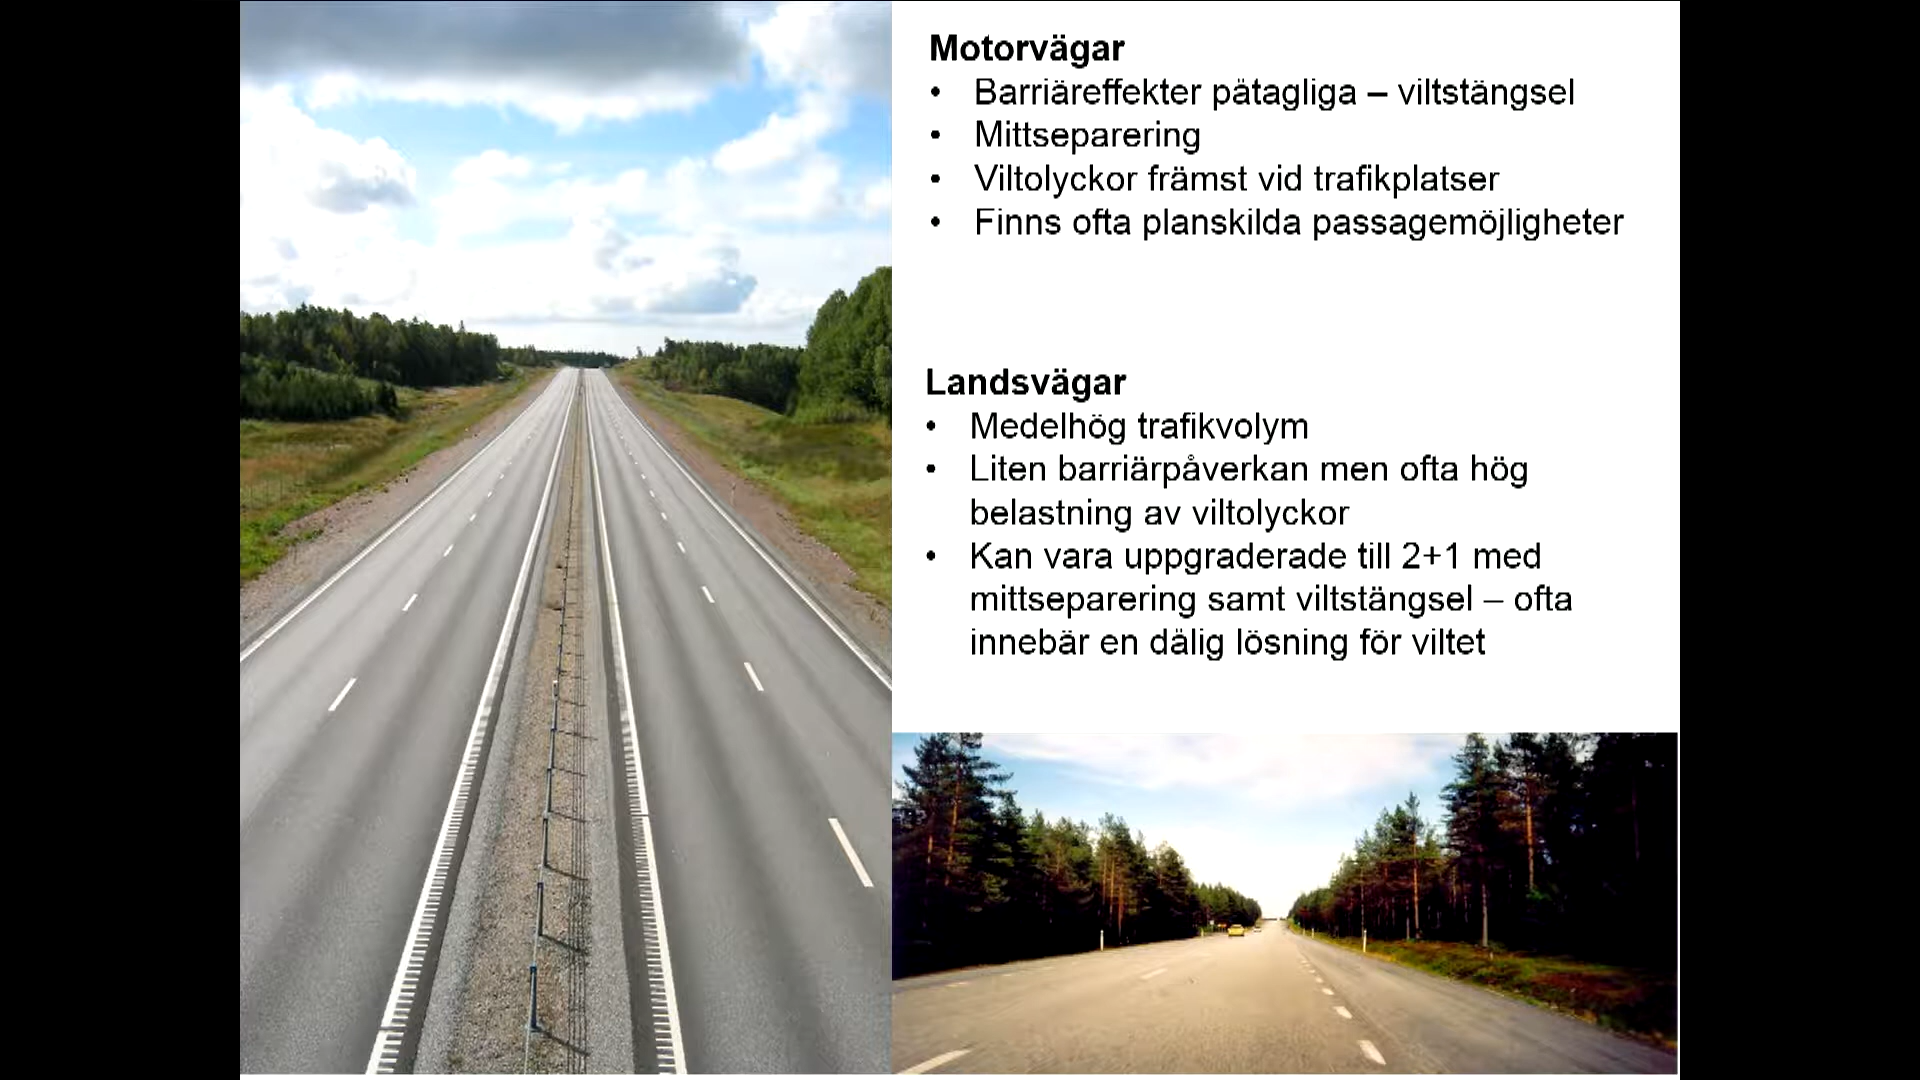 Motorvägar
• Barriäreffekter påtagliga – viltstängsel
• Mittseparering
• Viltolyckor främst vid trafikplatser
• Finns ofta planskilda passagemöjligheter
Landsvägar
• Medelhög trafikvolym
• Liten barriärpåverkan men ofta hög
belastning av viltolyckor
• Kan vara uppgraderade till 2+1 med
mittseparering samt viltstängsel – ofta
innebär en dålig lösning för viltet